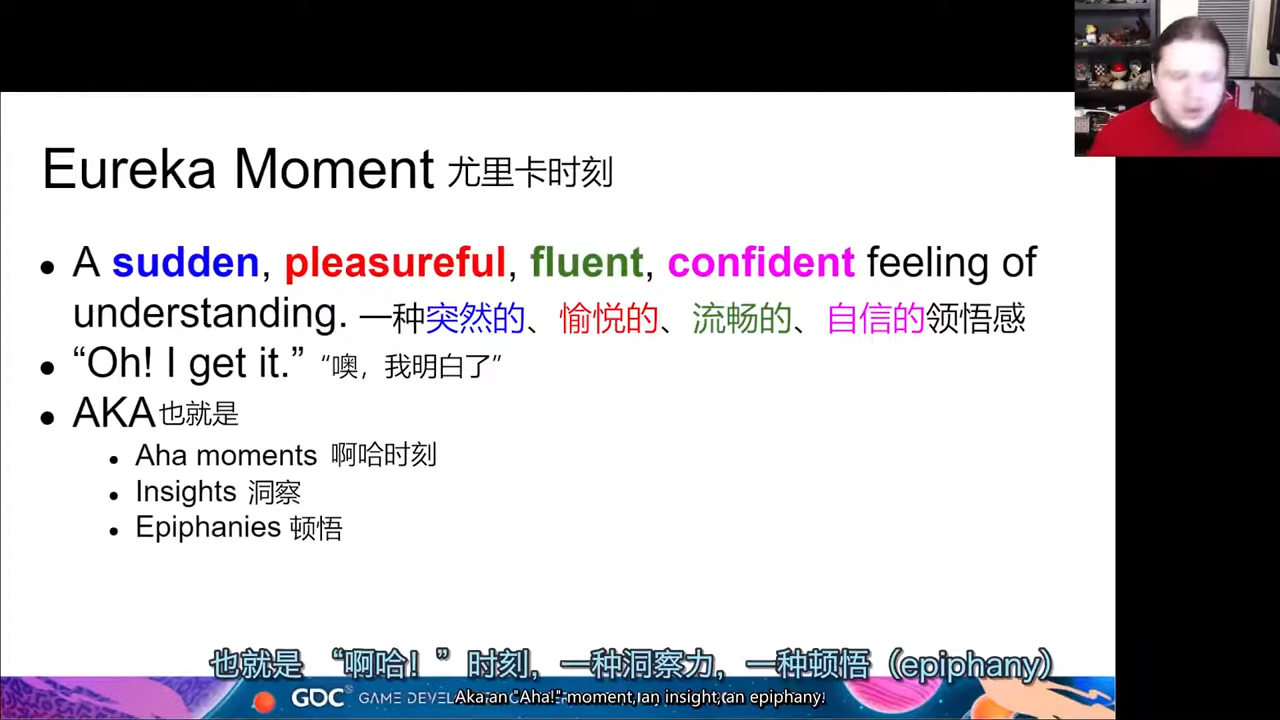 Eureka Moment 尤里卡时刻
● A sudden, pleasureful, fluent, confident feeling of
understanding. 一种突然的、愉悦的、流畅的、自信的领悟感
● “Oh! I get it.” “噢，我明白了”
● AKA也就是
● Aha moments 啊哈时刻
● Insights 洞察
● Epiphanies 顿悟
也就是“啊哈！”时刻，一种洞察力，一种顿悟（epiphany）
GDC GAME DEVEL
Aka an "Aha!" moment, an insight, an epiphany.